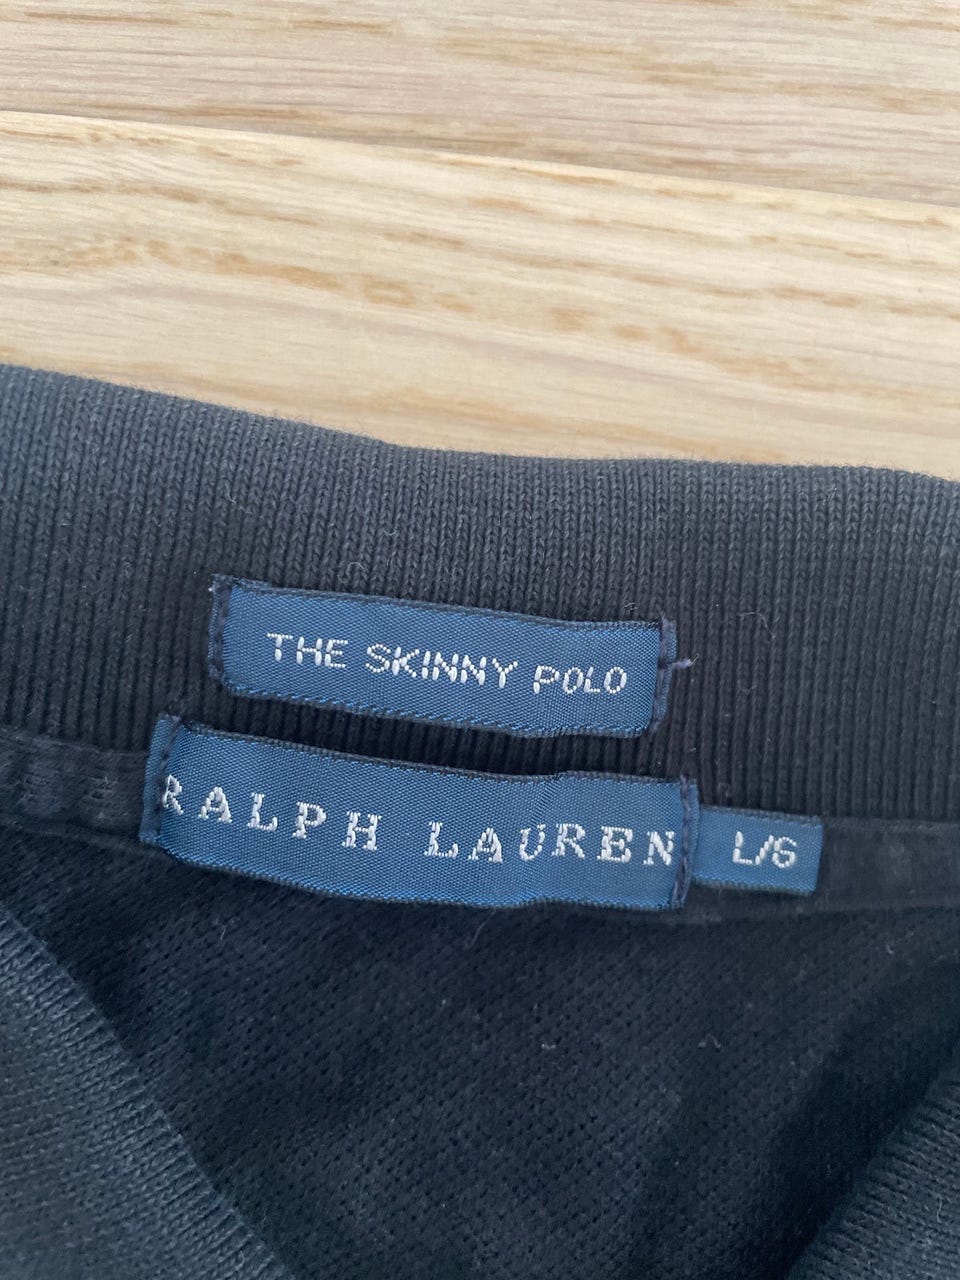 THE SKINNY POLO
RALPH LAUREN
L/G